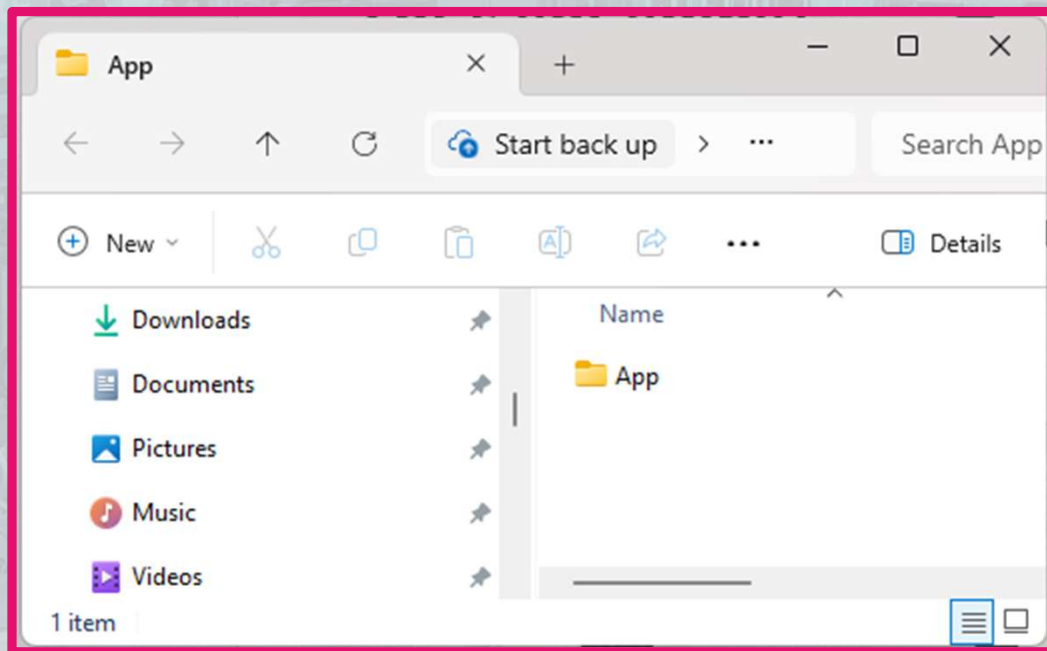 App
Start back up
Search App
New
Details
Downloads
Documents
Pictures
Music
Videos
Name
App
1 item